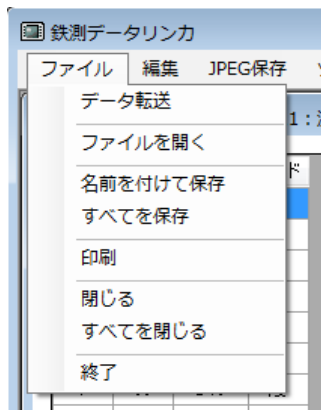 鉄測データリンカ
ファイル 編集 JPEG保存
データ転送
1:
ファイルを開く
ド
名前を付けて保存
すべてを保存
印刷
閉じる
すべてを閉じる
終了